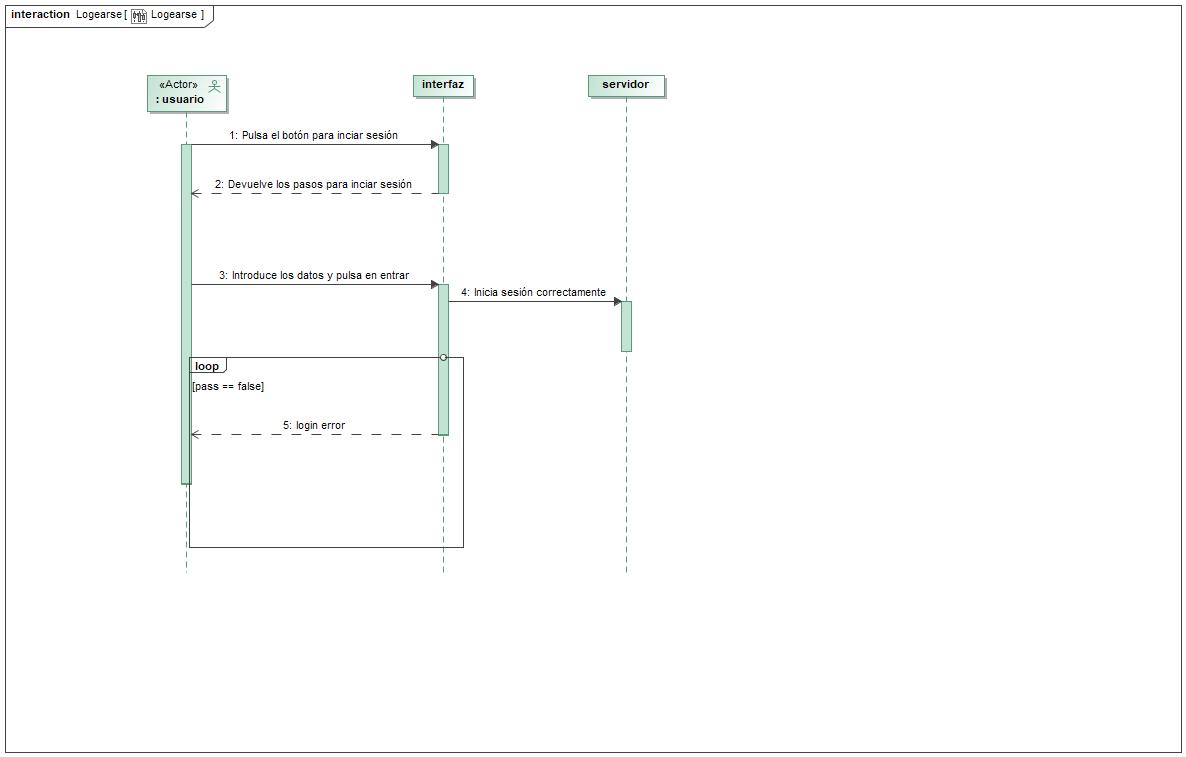 interaction Logearse [ Logearse ]
«Actor»
: usuario
interfaz
servidor
1: Pulsa el botón para inciar sesión
2: Devuelve los pasos para inciar sesión
3: Introduce los datos y pulsa en entrar
4: Inicia sesión correctamente
loop
[pass == false]
5: login error